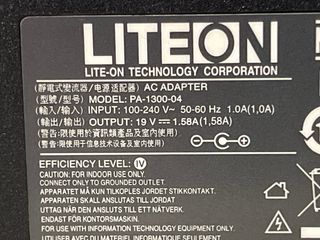 LITEON
LITE-ON TECHNOLOGY CORPORATION
(靜電式變流器/电源适配器) AC ADAPTER
(型號/型号) MODEL: PA-1300-04
(輸入/输入) INPUT: 100-240 V~ 50-60 Hz 1.0A(1,0A)
(輸出/输出) OUTPUT: 19 V⎓ 1.58A(1,58A)
(警告:限使用於資訊類產品及室內使用)
(警告:限使用于信息技术设备及室内使用)
EFFICIENCY LEVEL: IV
CAUTION: FOR INDOOR USE ONLY.
CONNECT ONLY TO GROUNDED OUTLET.
APPARATET MÅ KUN TILKOPLES JORDET STIKKONTAKT.
APPARATEN SKALL ANSLUTAS TILL JORDAT
UTTAG NÄR DEN ANSLUTS TILL ETT NÄTVERK.
ENDAST FÖR KONTORSMASKIN.
FOR USE WITH INFORMATION TECHNOLOGY EQUIPMENT ONLY.